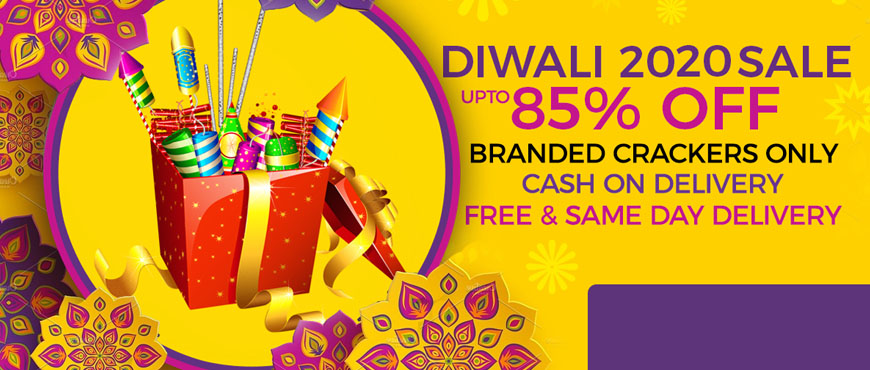 DIWALI 2020 SALE
UPTO 85% OFF
BRANDED CRACKERS ONLY
CASH ON DELIVERY
FREE & SAME DAY DELIVERY